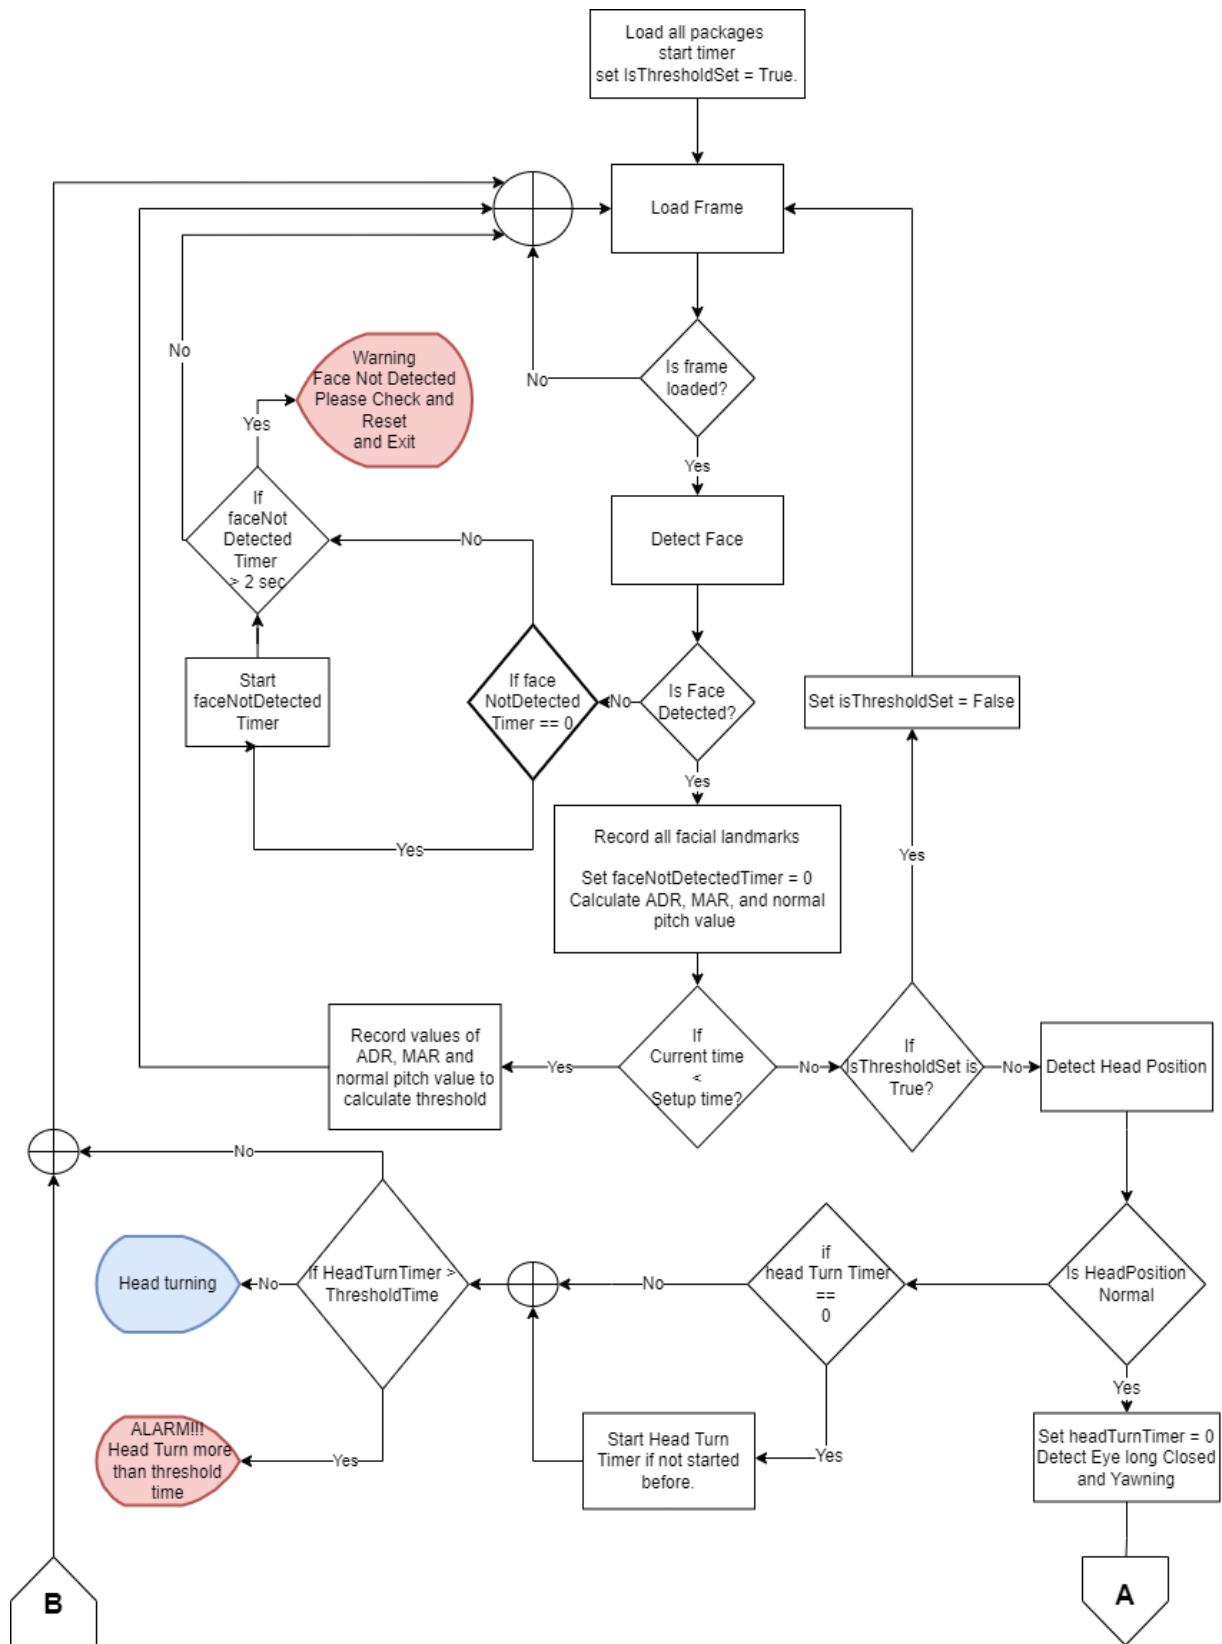 Load all packages
start timer
set IsThresholdSet = True.
Load Frame
No
Is frame
loaded?
No
Warning
Face Not Detected
Please Check and
Reset
and Exit
Yes
Yes
If
faceNot
Detected
Timer
> 2 sec
No
Detect Face
Start
faceNotDetected
Timer
If face
NotDetected
Timer == 0
No
Is Face
Detected?
Set isThresholdSet = False
Yes
Yes
Record all facial landmarks
Set faceNotDetectedTimer = 0
Calculate ADR, MAR, and normal
pitch value
Yes
Record values of
ADR, MAR and
normal pitch value to
calculate threshold
Yes
If
Current time
<
Setup time?
No
If
IsThresholdSet is
True?
No
Detect Head Position
No
Head turning
No
If HeadTurnTimer >
ThresholdTime
No
if
head Turn Timer
==
0
Is HeadPosition
Normal
Yes
ALARM!!!
Head Turn more
than threshold
time
Yes
Start Head Turn
Timer if not started
before.
Yes
Set headTurnTimer = 0
Detect Eye long Closed
and Yawning
B
A